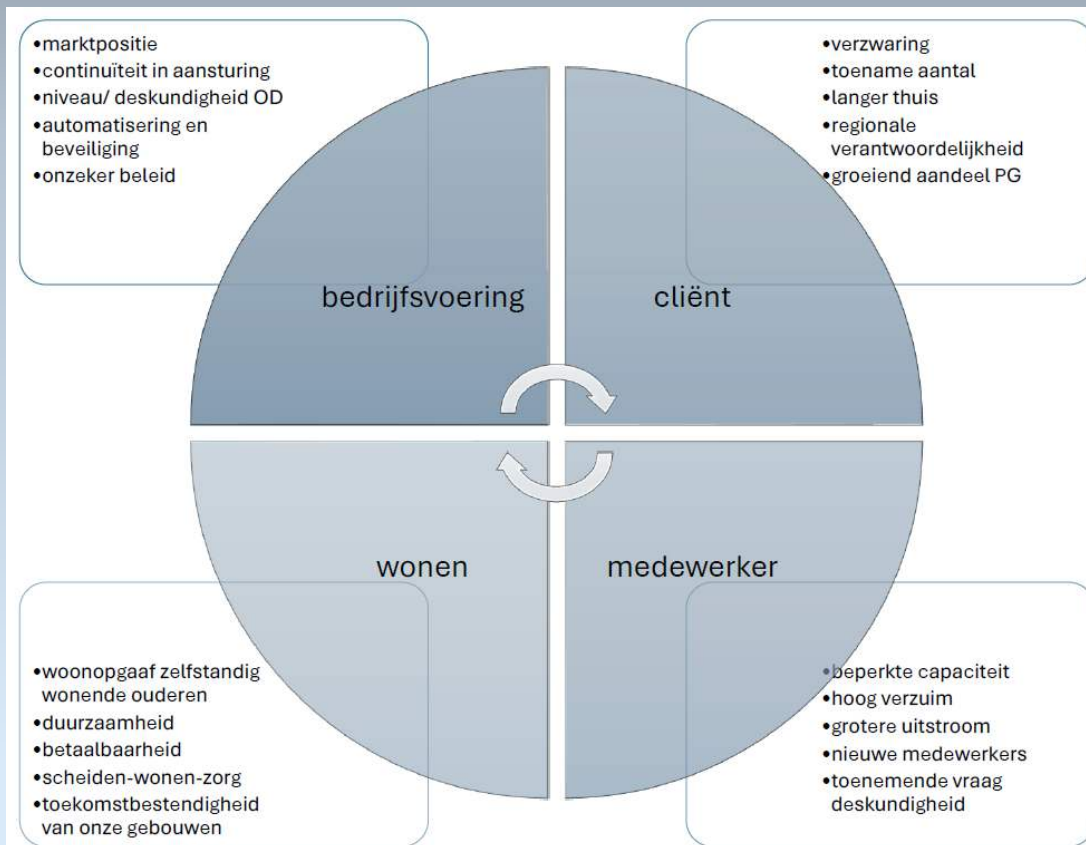 •marktpositie
•continuïteit in aansturing
•niveau/ deskundigheid OD
•automatisering en
beveiliging
•onzeker beleid
•verzwaring
•toename aantal
•langer thuis
•regionale
verantwoordelijkheid
•groeiend aandeel PG
bedrijfsvoering
cliënt
wonen
medewerker
•woonopgaaf zelfstandig
wonende ouderen
•duurzaamheid
•betaalbaarheid
•scheiden-wonen-zorg
•toekomstbestendigheid
van onze gebouwen
•beperkte capaciteit
•hoog verzuim
•grotere uitstroom
•nieuwe medewerkers
•toenemende vraag
deskundigheid